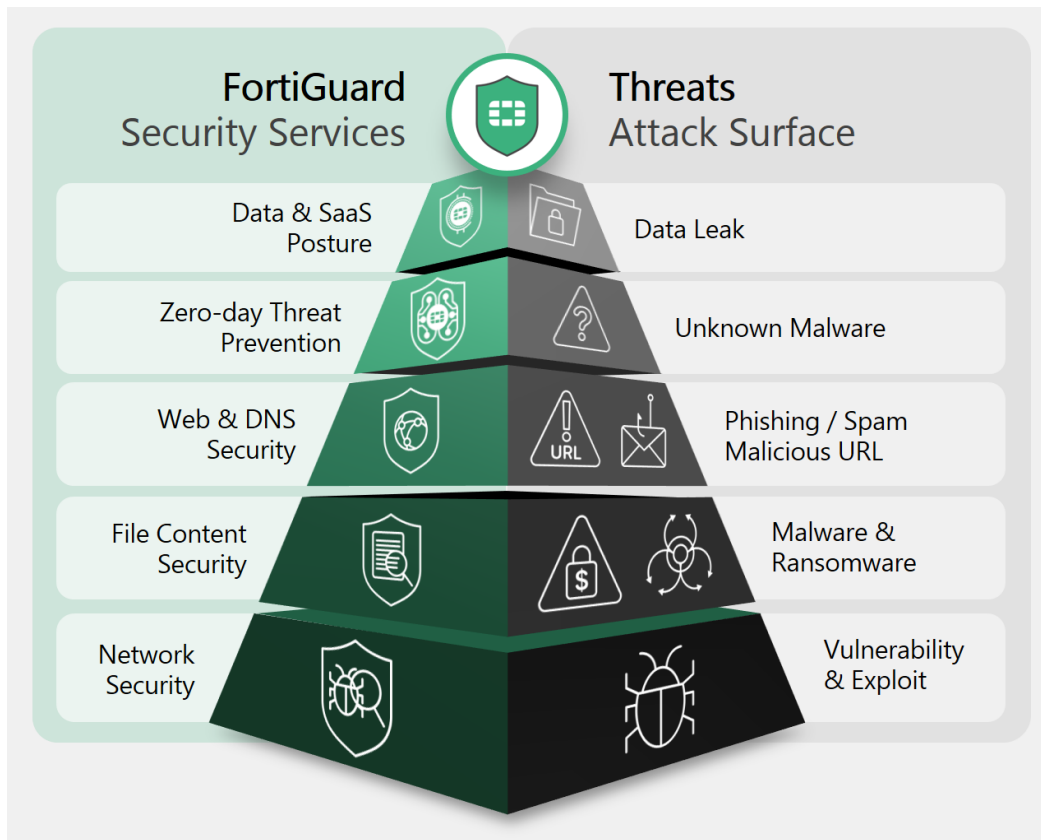 FortiGuard
Security Services
Threats
Attack Surface
Data & SaaS
Posture
Data Leak
Zero-day Threat
Prevention
Unknown Malware
Web & DNS
Security
URL
Phishing / Spam
Malicious URL
File Content
Security
$
Malware &
Ransomware
Network
Security
Vulnerability
& Exploit